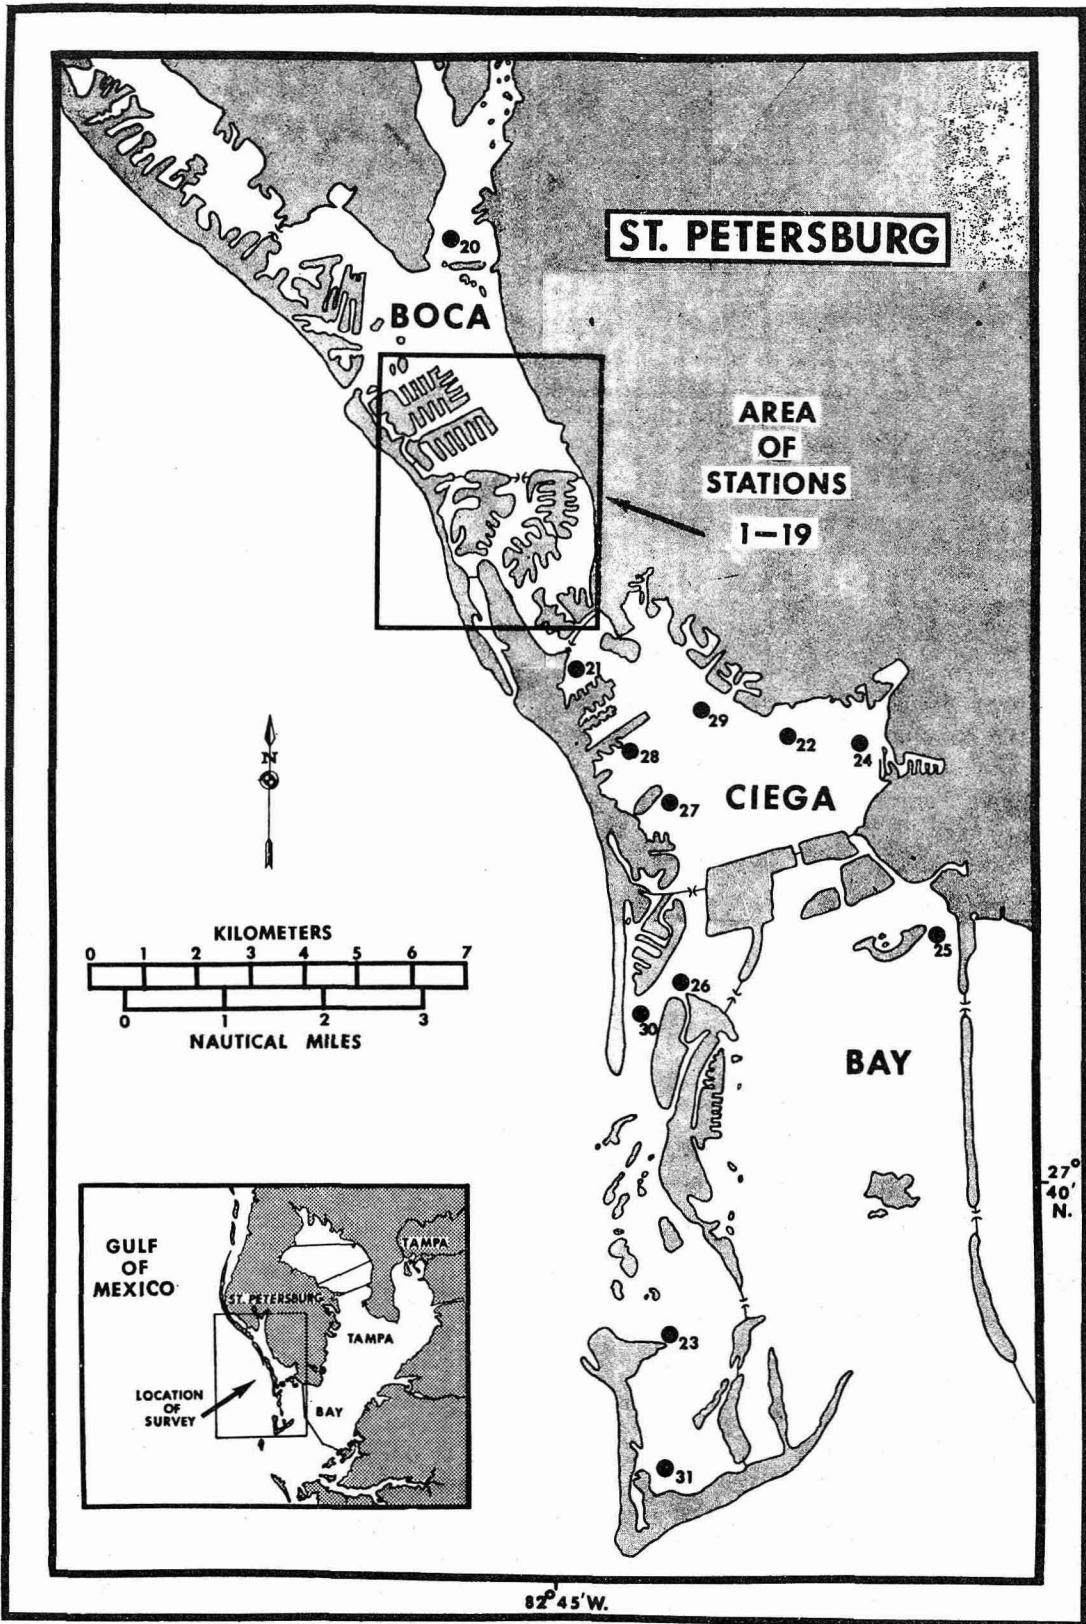 ST. PETERSBURG
20
BOCA
AREA
OF
STATIONS
1–19
21
29
22
24
28
CIEGA
27
N
KILOMETERS
0 1 2 3 4 5 6 7
0 1 2 3
NAUTICAL MILES
25
26
30
BAY
27°
40'
N.
GULF
OF
MEXICO
TAMPA
ST. PETERSBURG
TAMPA
BAY
LOCATION
OF
SURVEY
23
31
82°45'W.